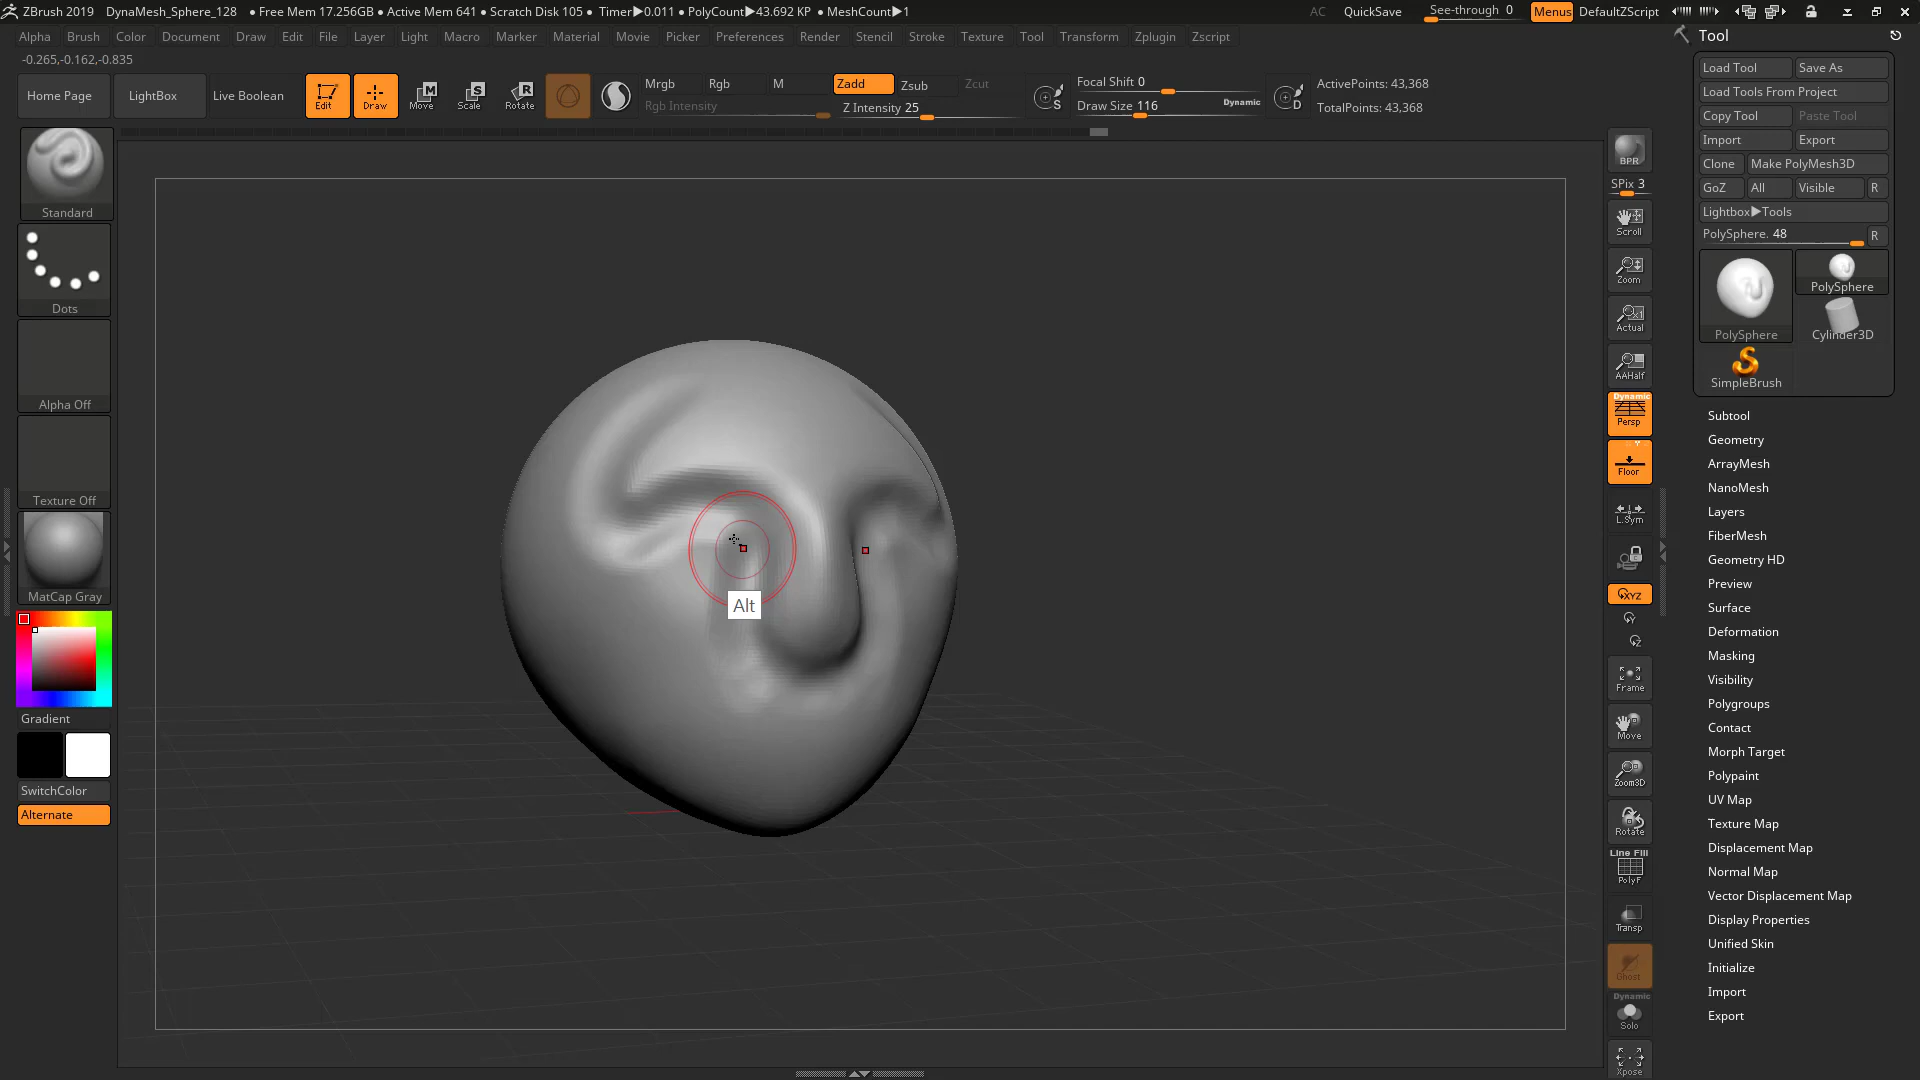 ZBrush 2019 DynaMesh_Sphere_128 • Free Mem 17.256GB • Active Mem 641 • Scratch Disk 105 • Timer▶0.011 • PolyCount▶43.692 KP • MeshCount▶1 AC QuickSave See-through 0 Menus DefaultZScript
Alpha Brush Color Document Draw Edit File Layer Light Macro Marker Material Movie Picker Preferences Render Stencil Stroke Texture Tool Transform Zplugin Zscript
-0.265,-0.162,-0.835
Home Page LightBox Live Boolean Edit Draw Move Scale Rotate
Mrgb Rgb M Zadd Zsub Zcut
Rgb Intensity Z Intensity 25
Focal Shift 0
Draw Size 116 Dynamic
ActivePoints: 43,368
TotalPoints: 43,368
Standard
Dots
Alpha Off
Texture Off
MatCap Gray
Gradient
SwitchColor
Alternate
Alt
BPR
SPix 3
Scroll
Zoom
Actual
AAHalf
Dynamic
Persp
Floor
L.Sym
XYZ
Frame
Move
Zoom3D
Rotate
Line Fill
PolyF
Transp
Ghost
Dynamic
Solo
Xpose
Tool
Load Tool Save As
Load Tools From Project
Copy Tool Paste Tool
Import Export
Clone Make PolyMesh3D
GoZ All Visible R
Lightbox▶Tools
PolySphere. 48 R
PolySphere
PolySphere
Cylinder3D
SimpleBrush
Subtool
Geometry
ArrayMesh
NanoMesh
Layers
FiberMesh
Geometry HD
Preview
Surface
Deformation
Masking
Visibility
Polygroups
Contact
Morph Target
Polypaint
UV Map
Texture Map
Displacement Map
Normal Map
Vector Displacement Map
Display Properties
Unified Skin
Initialize
Import
Export